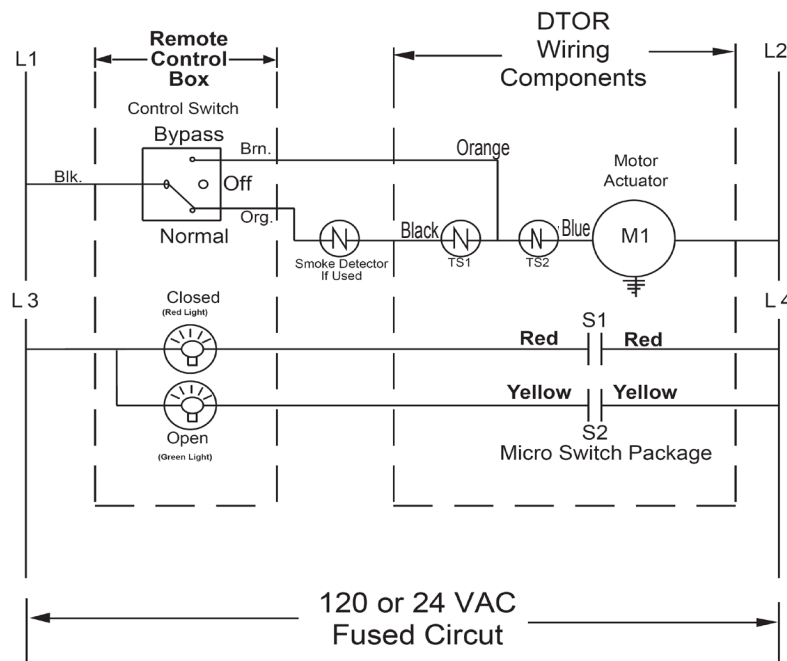 DTOR
Wiring
Components
Remote
Control
Box
L1
L2
Control Switch
Bypass
Brn.
Orange
Motor
Actuator
Blk.
Off
Org.
Normal
Black
Blue
M1
Smoke Detector
If Used
TS1
TS2
L 3
Closed
(Red Light)
L 4
S1
Red
Red
Yellow
Yellow
Open
(Green Light)
S2
Micro Switch Package
120 or 24 VAC
Fused Circut